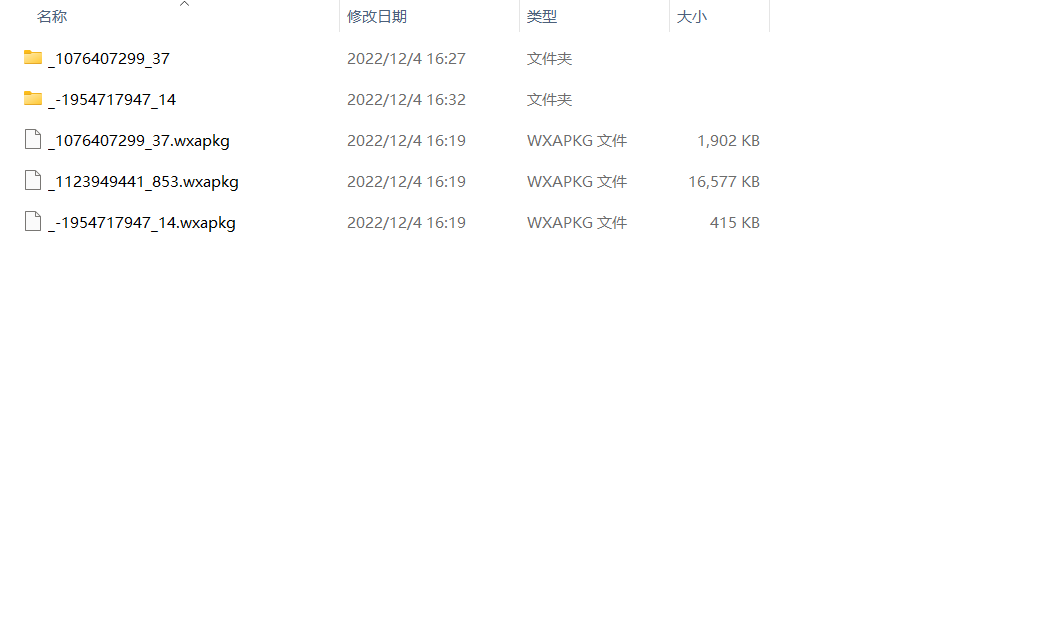 名称 修改日期 类型 大小
_1076407299_37 2022/12/4 16:27 文件夹
_-1954717947_14 2022/12/4 16:32 文件夹
_1076407299_37.wxapkg 2022/12/4 16:19 WXAPKG 文件 1,902 KB
_1123949441_853.wxapkg 2022/12/4 16:19 WXAPKG 文件 16,577 KB
_-1954717947_14.wxapkg 2022/12/4 16:19 WXAPKG 文件 415 KB